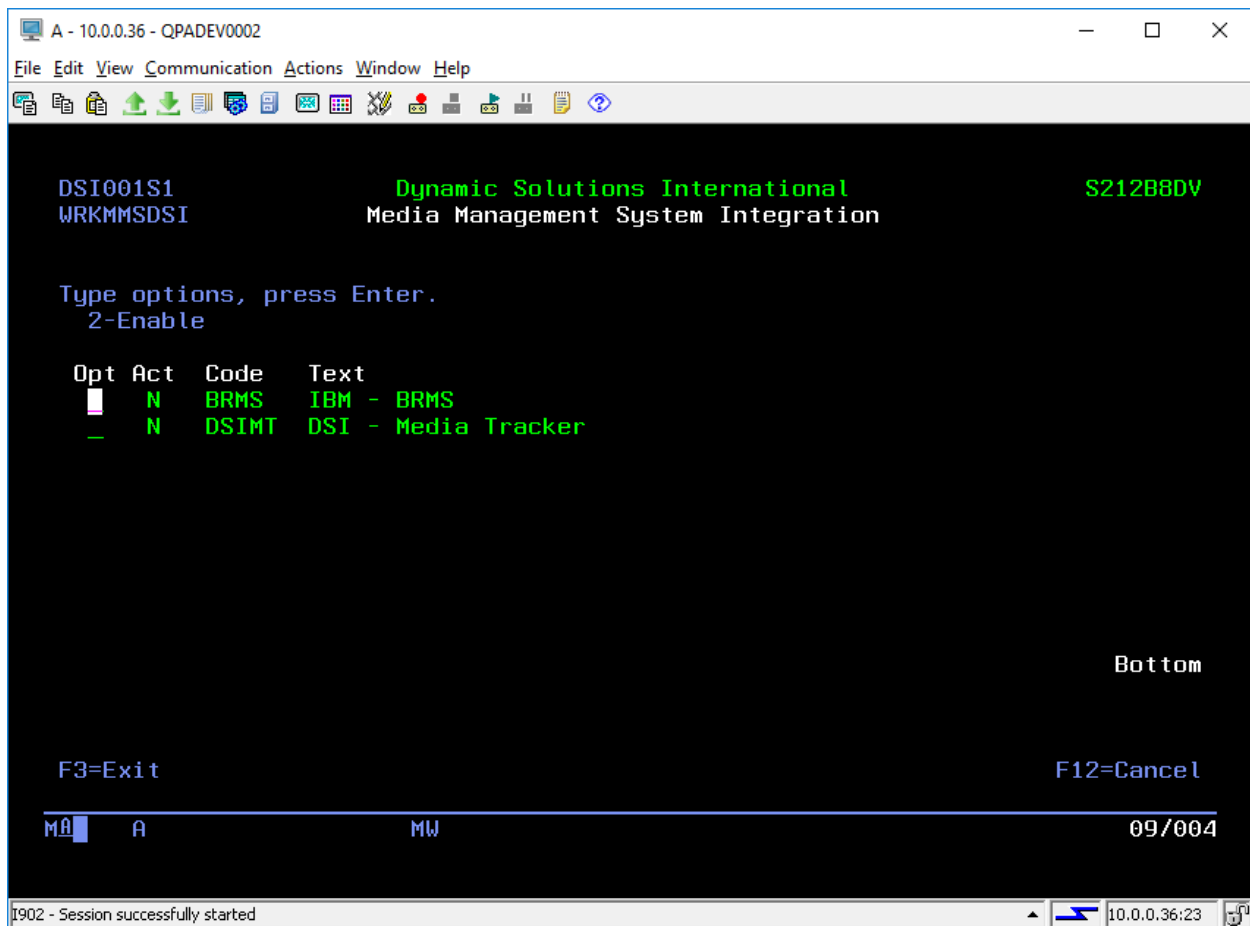 A - 10.0.0.36 - QPADEV0002
File Edit View Communication Actions Window Help
DSI001S1 Dynamic Solutions International S212B8DV
WRKMMSDSI Media Management System Integration
Type options, press Enter.
2-Enable
Opt Act Code Text
_ N BRMS IBM - BRMS
_ N DSIMT DSI - Media Tracker
Bottom
F3=Exit F12=Cancel
MA A MW 09/004
I902 - Session successfully started 10.0.0.36:23